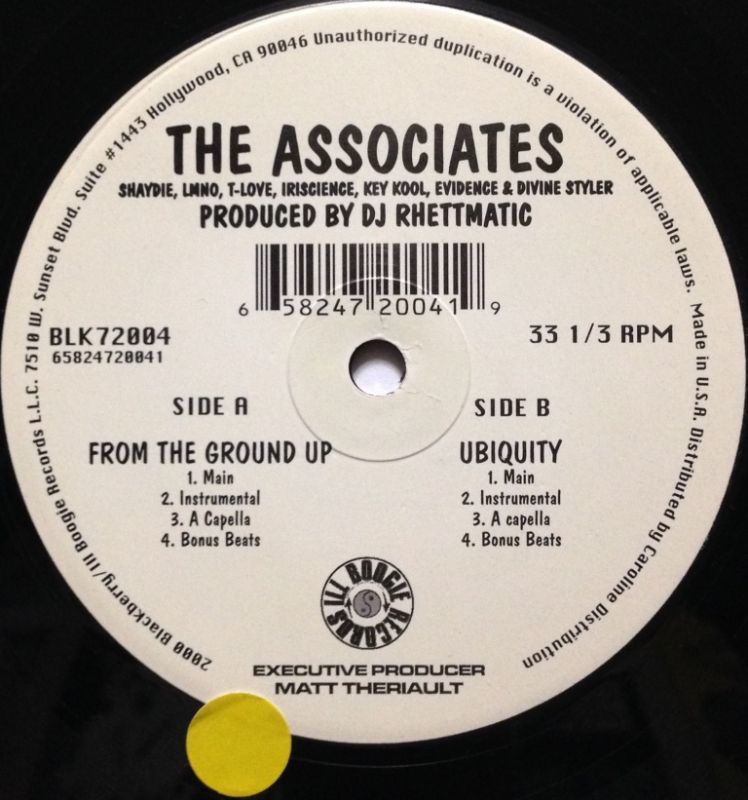 2000 Blackberry/Ill Boogie Records L.L.C. 7510 W. Sunset Blvd. Suite #1443 Hollywood, CA 90046 Unauthorized duplication is a violation of applicable laws. Made in U.S.A. Distributed by Caroline Distribution
THE ASSOCIATES
SHAYDIE, LMNO, T-LOVE, IRISCIENCE, KEY KOOL, EVIDENCE & DIVINE STYLER
PRODUCED BY DJ RHETTMATIC
6 58247 20041 9
BLK72004
65824720041
33 1/3 RPM
SIDE A
FROM THE GROUND UP
1. Main
2. Instrumental
3. A Capella
4. Bonus Beats
SIDE B
UBIQUITY
1. Main
2. Instrumental
3. A capella
4. Bonus Beats
ILL BOOGIE RECORDS
EXECUTIVE PRODUCER
MATT THERIAULT